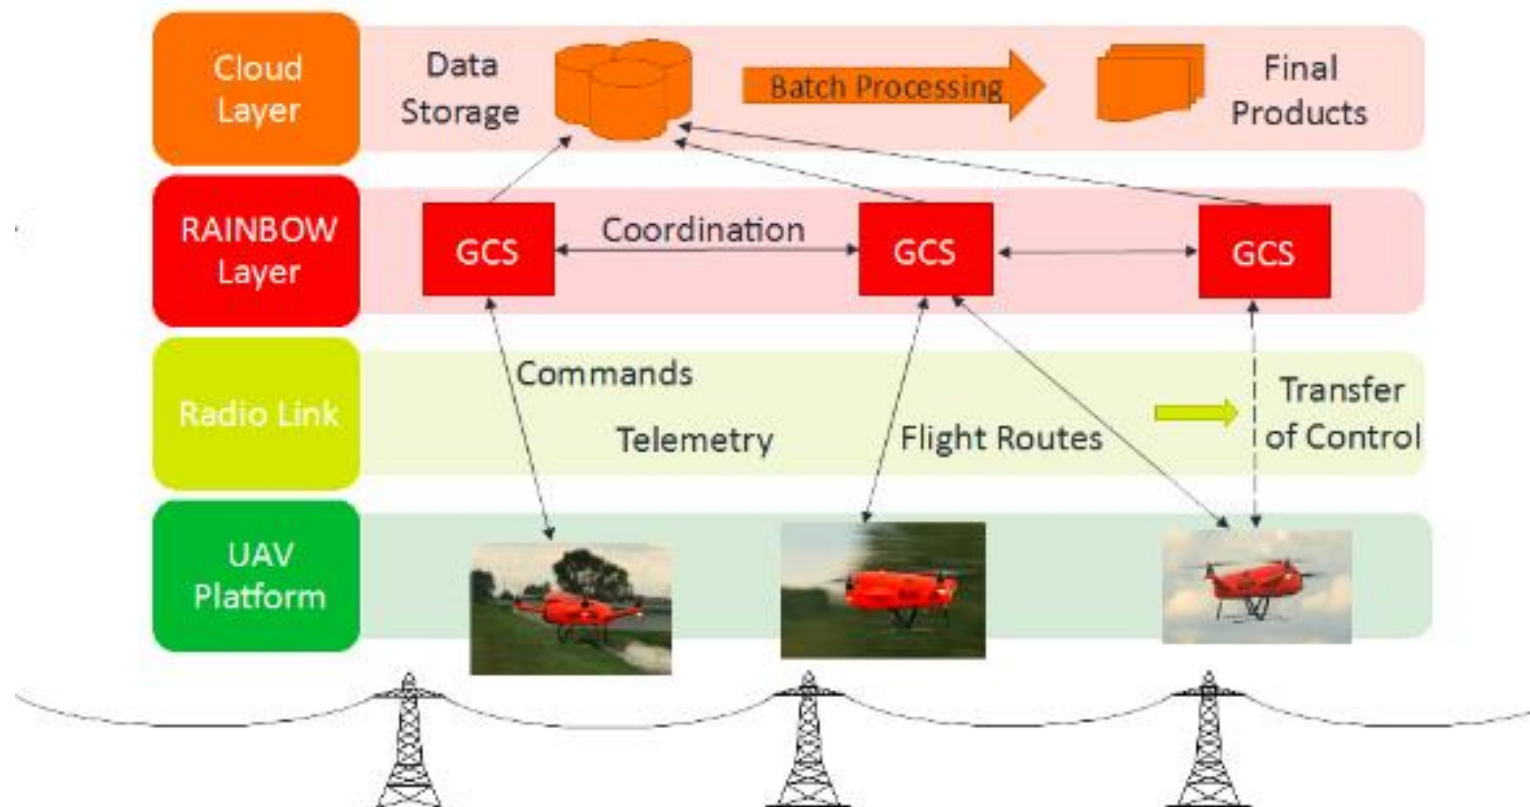 Cloud
Layer
Data
Storage
Batch Processing
Final
Products
RAINBOW
Layer
GCS
Coordination
GCS
GCS
Radio Link
Commands
Telemetry
Flight Routes
Transfer
of Control
UAV
Platform